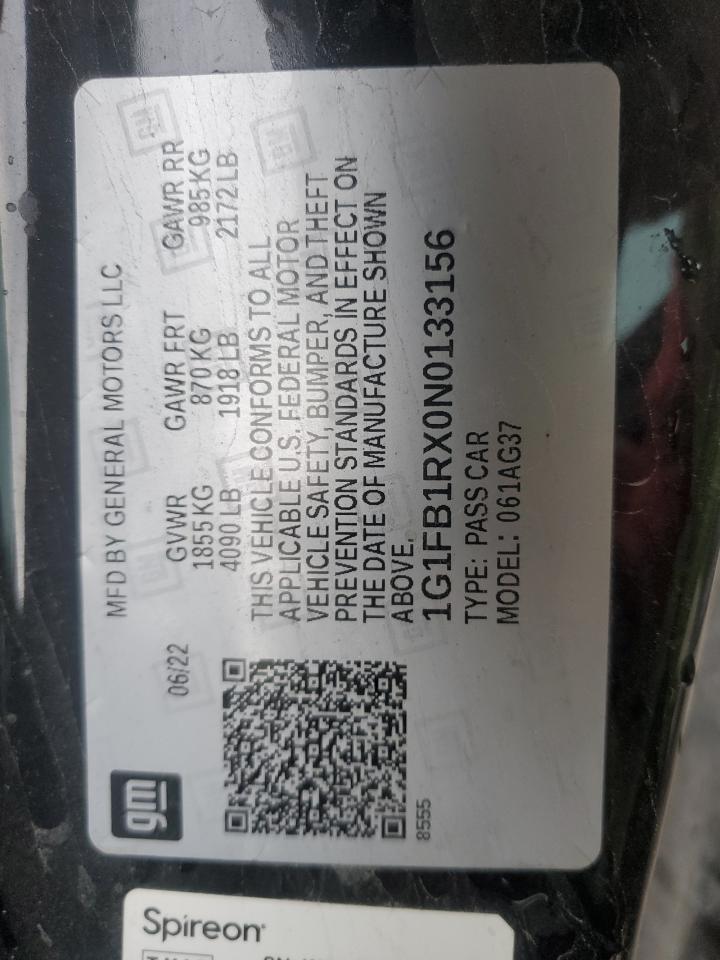 gm
MFD BY GENERAL MOTORS LLC
06/22
GVWR GAWR FRT GAWR RR
1855 KG 870 KG 985 KG
4090 LB 1918 LB 2172 LB
THIS VEHICLE CONFORMS TO ALL
APPLICABLE U.S. FEDERAL MOTOR
VEHICLE SAFETY, BUMPER, AND THEFT
PREVENTION STANDARDS IN EFFECT ON
THE DATE OF MANUFACTURE SHOWN
ABOVE.
1G1FB1RX0N0133156
TYPE: PASS CAR
MODEL: 061AG37
8555
Spireon